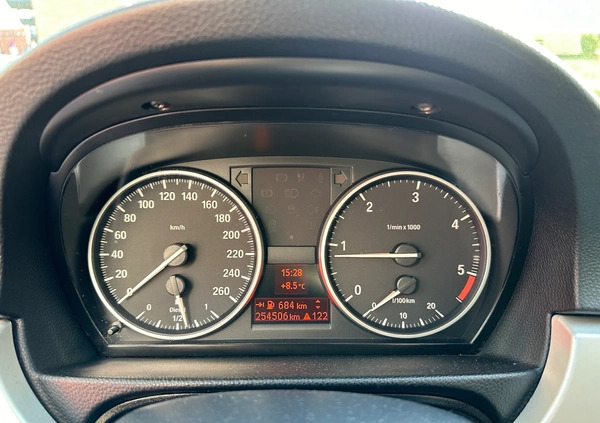 100 120 140
80 160
60 km/h 180
40 200
20 220
0 240
260
0 Diesel 1
1/2
15:28
+8.5°C
684 km
254506 km 122
3
2 4
1/min x 1000
1 5
0
0 l/100km 20
10